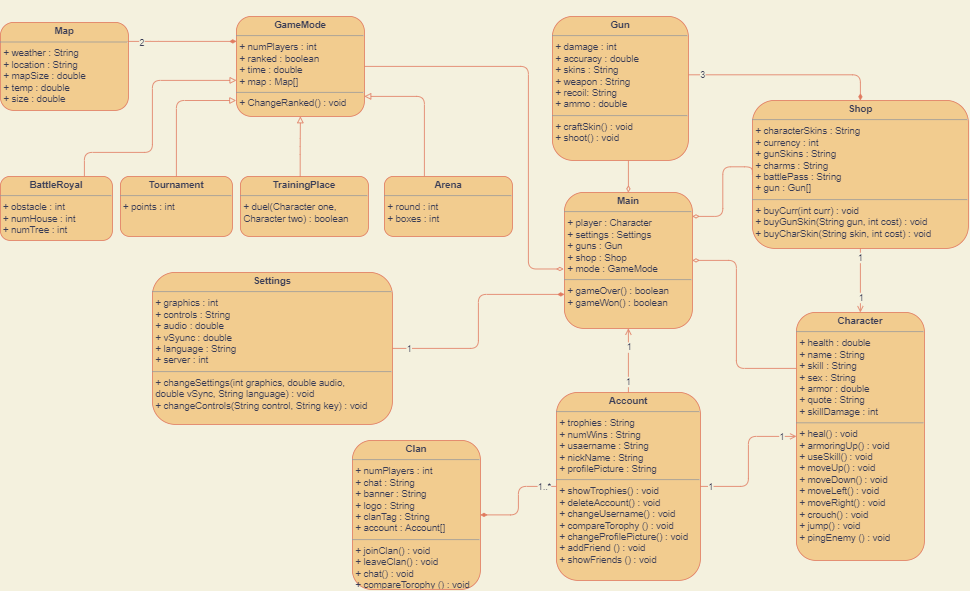 Map
+ weather : String
+ location : String
+ mapSize : double
+ temp : double
+ size : double
2
GameMode
+ numPlayers : int
+ ranked : boolean
+ time : double
+ map : Map[]
+ ChangeRanked() : void
Gun
+ damage : int
+ accuracy : double
+ skins : String
+ weapon : String
+ recoil: String
+ ammo : double
+ craftSkin() : void
+ shoot() : void
3
Shop
+ characterSkins : String
+ currency : int
+ gunSkins : String
+ charms : String
+ battlePass : String
+ gun : Gun[]
+ buyCurr(int curr) : void
+ buyGunSkin(String gun, int cost) : void
+ buyCharSkin(String skin, int cost) : void
BattleRoyal
+ obstacle : int
+ numHouse : int
+ numTree : int
Tournament
+ points : int
TrainingPlace
+ duel(Character one,
Character two) : boolean
Arena
+ round : int
+ boxes : int
Main
+ player : Character
+ settings : Settings
+ guns : Gun
+ shop : Shop
+ mode : GameMode
+ gameOver() : boolean
+ gameWon() : boolean
1
1
Settings
+ graphics : int
+ controls : String
+ audio : double
+ vSyunc : double
+ language : String
+ server : int
+ changeSettings(int graphics, double audio,
double vSync, String language) : void
+ changeControls(String control, String key) : void
1
1
1
Character
+ health : double
+ name : String
+ skill : String
+ sex : String
+ armor : double
+ quote : String
+ skillDamage : int
+ heal() : void
+ armoringUp() : void
+ useSkill() : void
+ moveUp() : void
+ moveDown() : void
+ moveLeft() : void
+ moveRight() : void
+ crouch() : void
+ jump() : void
+ pingEnemy () : void
Account
+ trophies : String
+ numWins : String
+ usaername : String
+ nickName : String
+ profilePicture : String
+ showTrophies() : void
+ deleteAccount() : void
+ changeUsername() : void
+ compareTorophy () : void
+ changeProfilePicture() : void
+ addFriend () : void
+ showFriends () : void
1
1
Clan
+ numPlayers : int
+ chat : String
+ banner : String
+ logo : String
+ clanTag : String
+ account : Account[]
+ joinClan() : void
+ leaveClan() : void
+ chat() : void
+ compareTorophy () : void
1..*